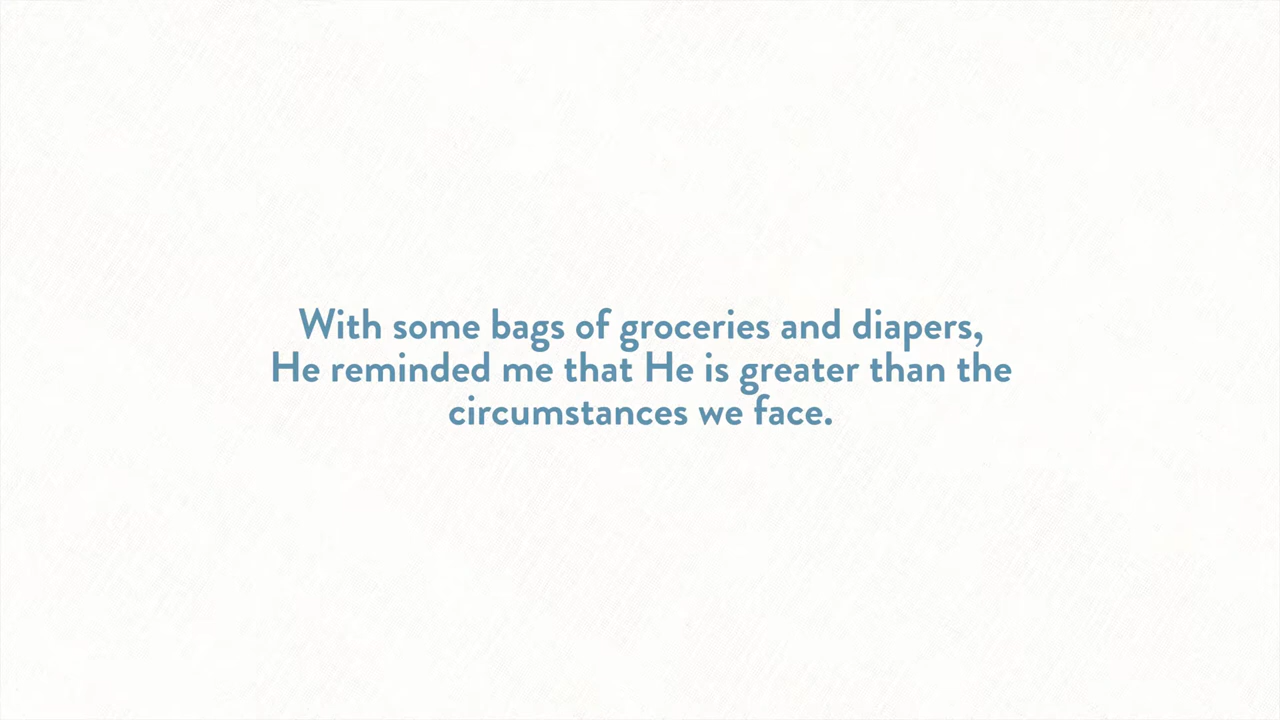 With some bags of groceries and diapers,
He reminded me that He is greater than the
circumstances we face.